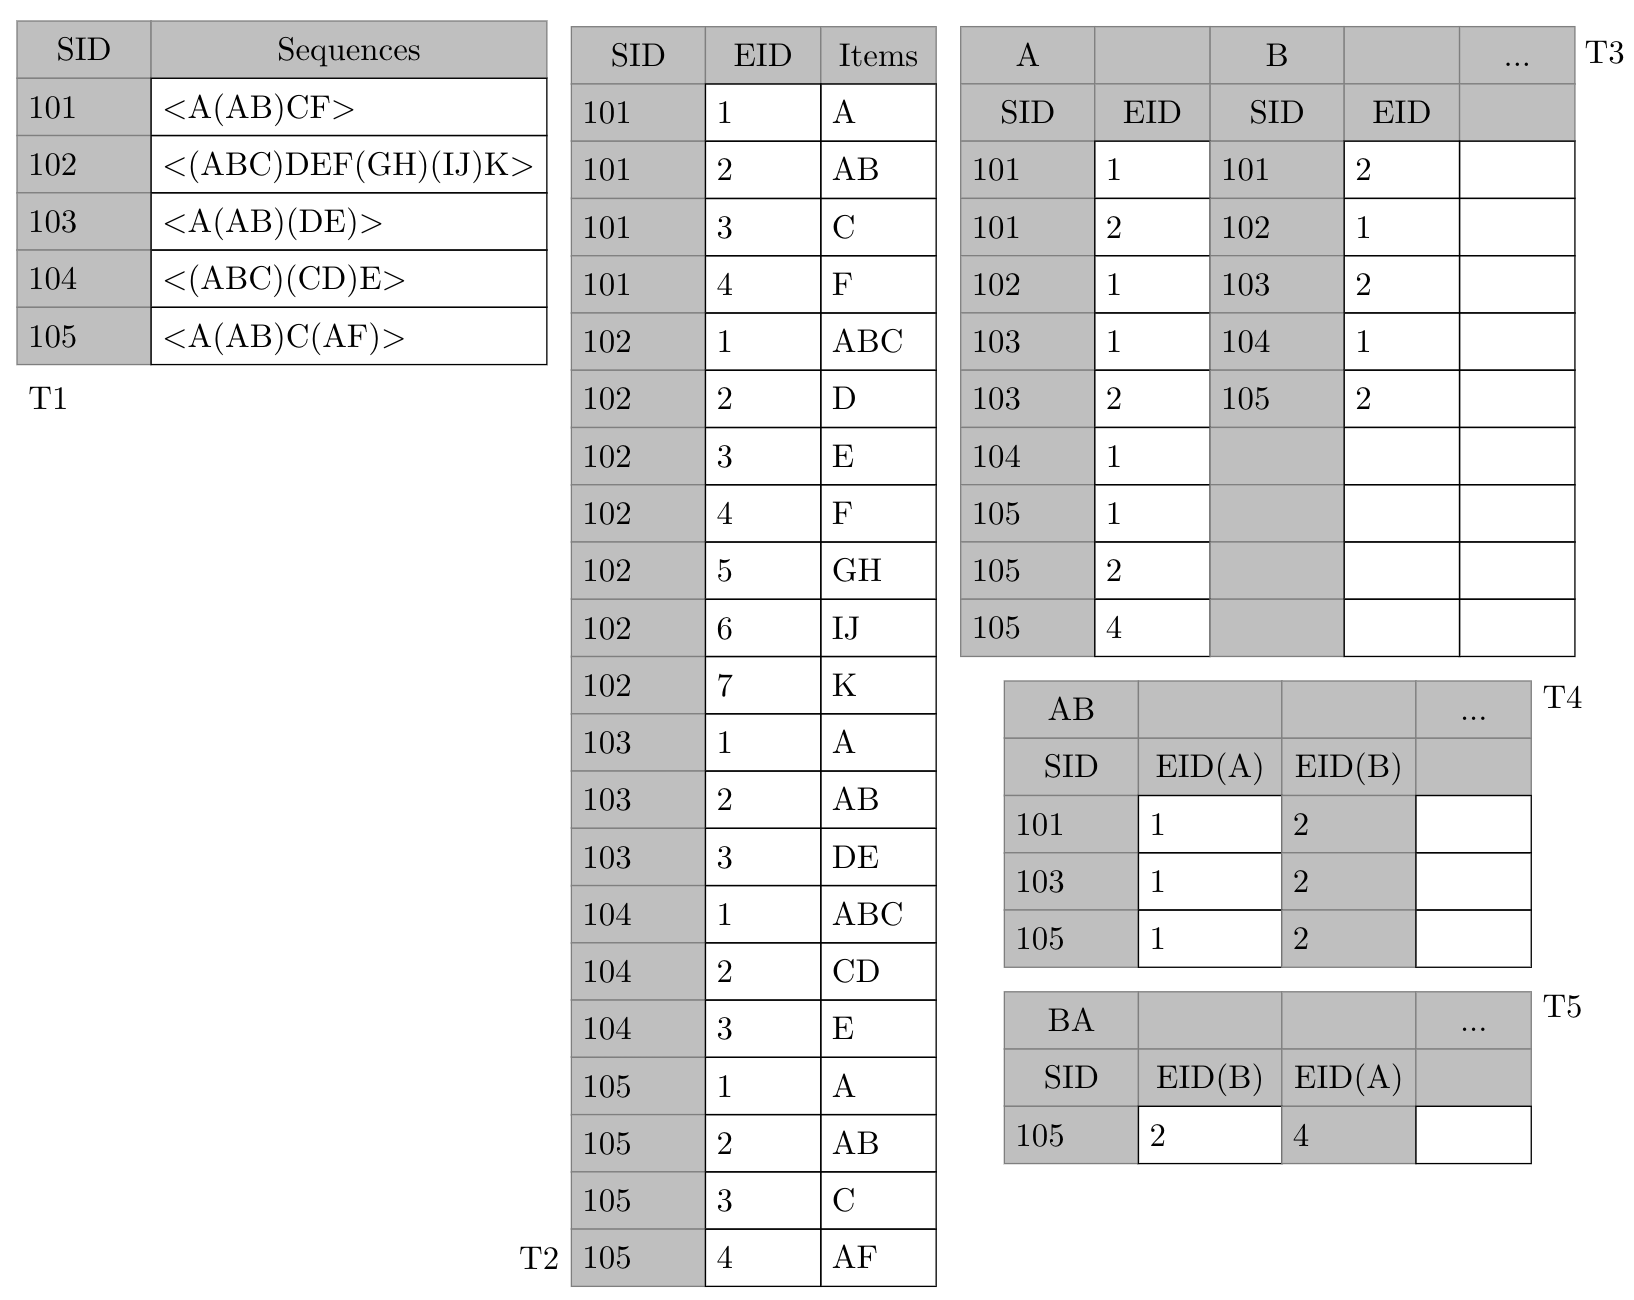 SID Sequences
101 <A(AB)CF>
102 <(ABC)DEF(GH)(IJ)K>
103 <A(AB)(DE)>
104 <(ABC)(CD)E>
105 <A(AB)C(AF)>
T1
SID EID Items
101 1 A
101 2 AB
101 3 C
101 4 F
102 1 ABC
102 2 D
102 3 E
102 4 F
102 5 GH
102 6 IJ
102 7 K
103 1 A
103 2 AB
103 3 DE
104 1 ABC
104 2 CD
104 3 E
105 1 A
105 2 AB
105 3 C
T2 105 4 AF
A B ... T3
SID EID SID EID
101 1 101 2
101 2 102 1
102 1 103 2
103 1 104 1
103 2 105 2
104 1
105 1
105 2
105 4
AB ... T4
SID EID(A) EID(B)
101 1 2
103 1 2
105 1 2
BA ... T5
SID EID(B) EID(A)
105 2 4